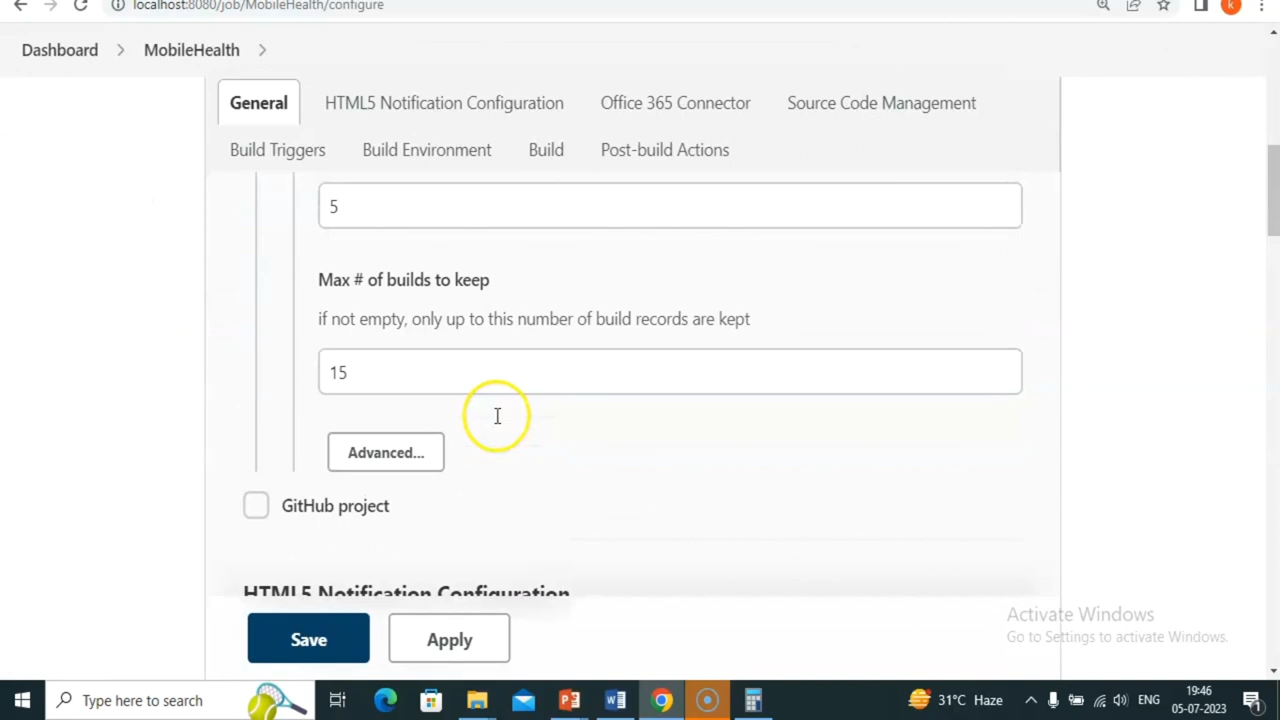 localhost:8080/job/MobileHealth/configure
k
Dashboard > MobileHealth >
General HTML5 Notification Configuration Office 365 Connector Source Code Management
Build Triggers Build Environment Build Post-build Actions
5
Max # of builds to keep
if not empty, only up to this number of build records are kept
15
Advanced...
GitHub project
HTML5 Notification Configuration
Save Apply
Activate Windows
Go to Settings to activate Windows.
Type here to search
31°C Haze
ENG
19:46
05-07-2023
1